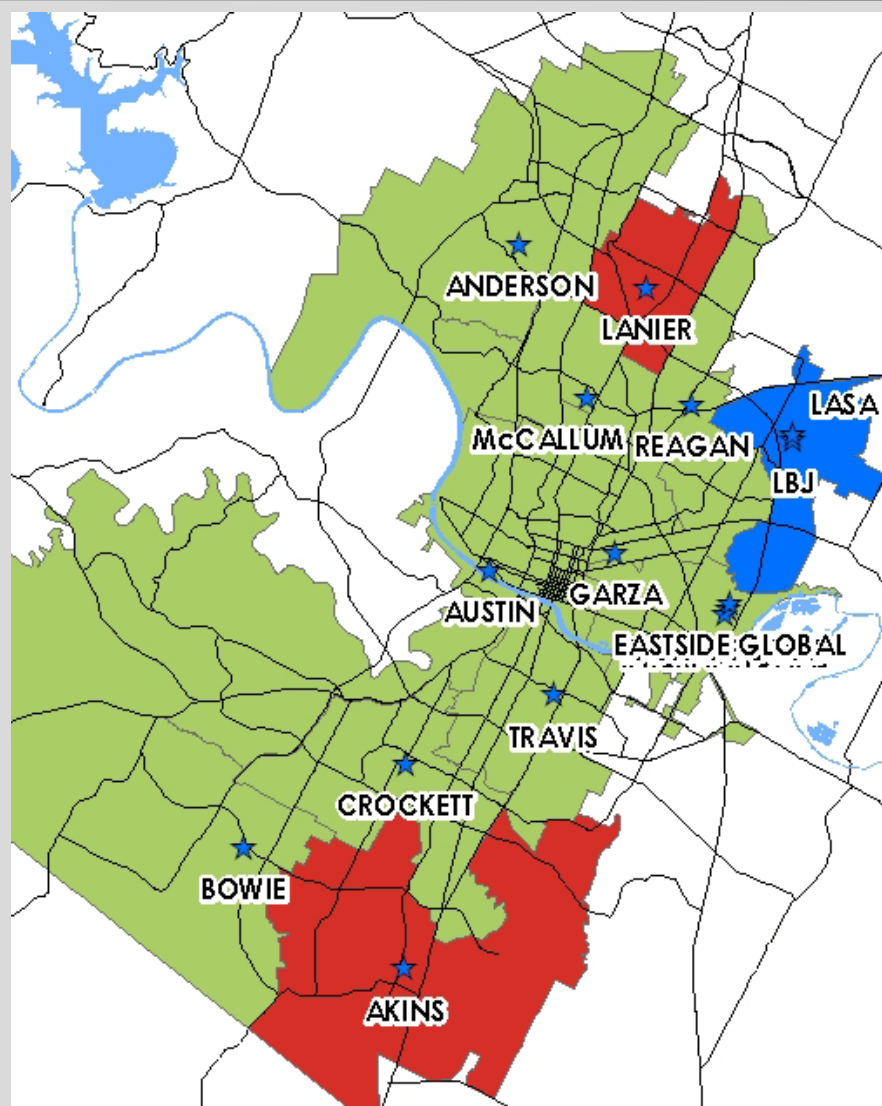 ANDERSON
LANIER
LASA
McCALLUM
REAGAN
LBJ
GARZA
AUSTIN
EASTSIDE GLOBAL
TRAVIS
CROCKETT
BOWIE
AKINS